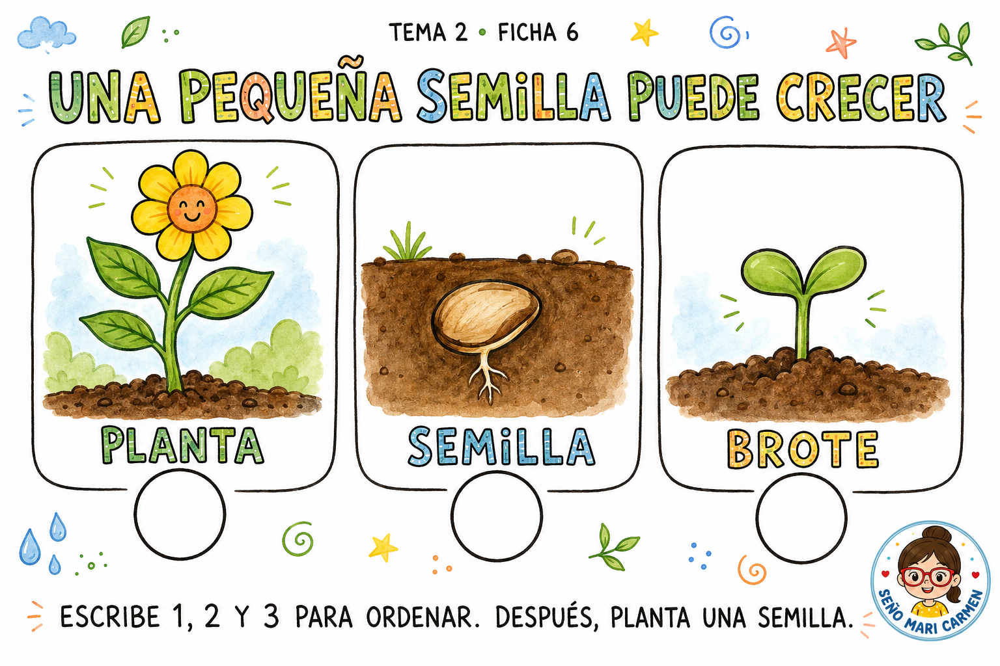 TEMA 2 • FICHA 6
UNA PEQUEÑA SEMILLA PUEDE CRECER
PLANTA
SEMILLA
BROTE
ESCRIBE 1, 2 Y 3 PARA ORDENAR. DESPUÉS, PLANTA UNA SEMILLA.
SEÑO MARI CARMEN